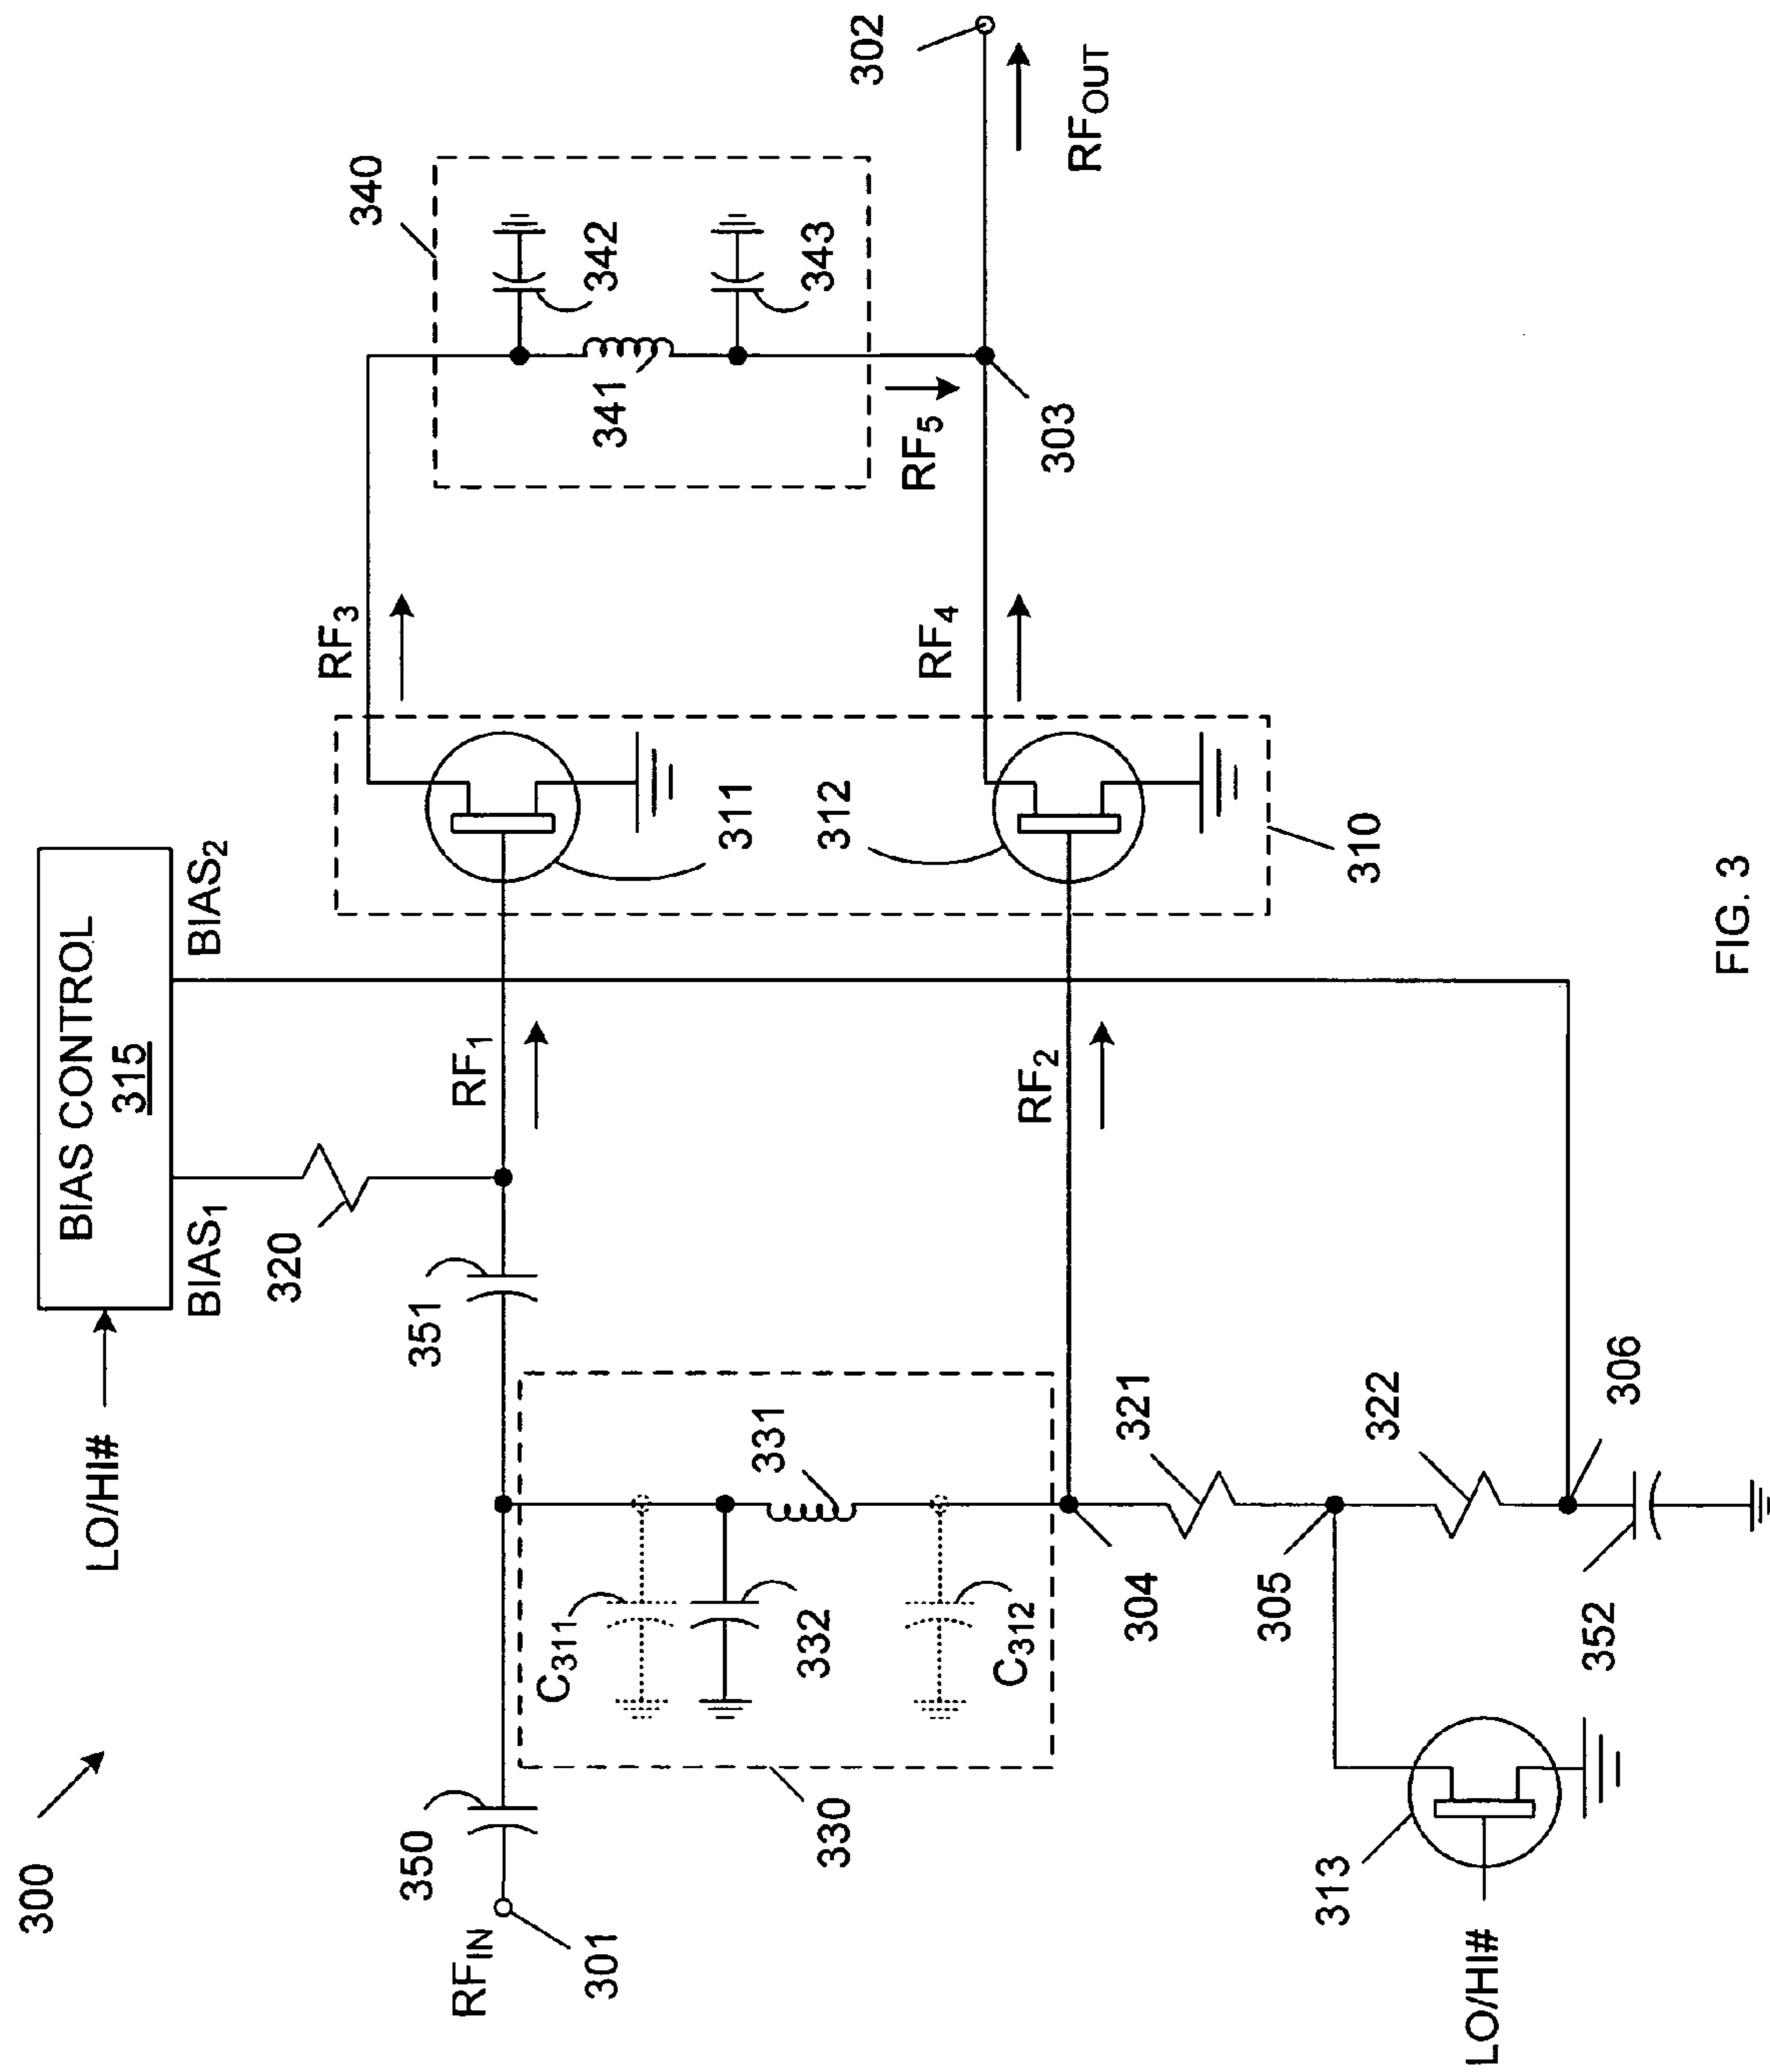 300
LO/HI#
BIAS CONTROL
315
BIAS₁
BIAS₂
320
RF₃
340
342
341
343
302
RF_OUT
RF_IN
301
350
351
RF₁
311
312
RF₄
RF₅
303
C₃₁₁
332
331
C₃₁₂
330
RF₂
310
304
321
305
322
306
352
313
LO/HI#
FIG. 3